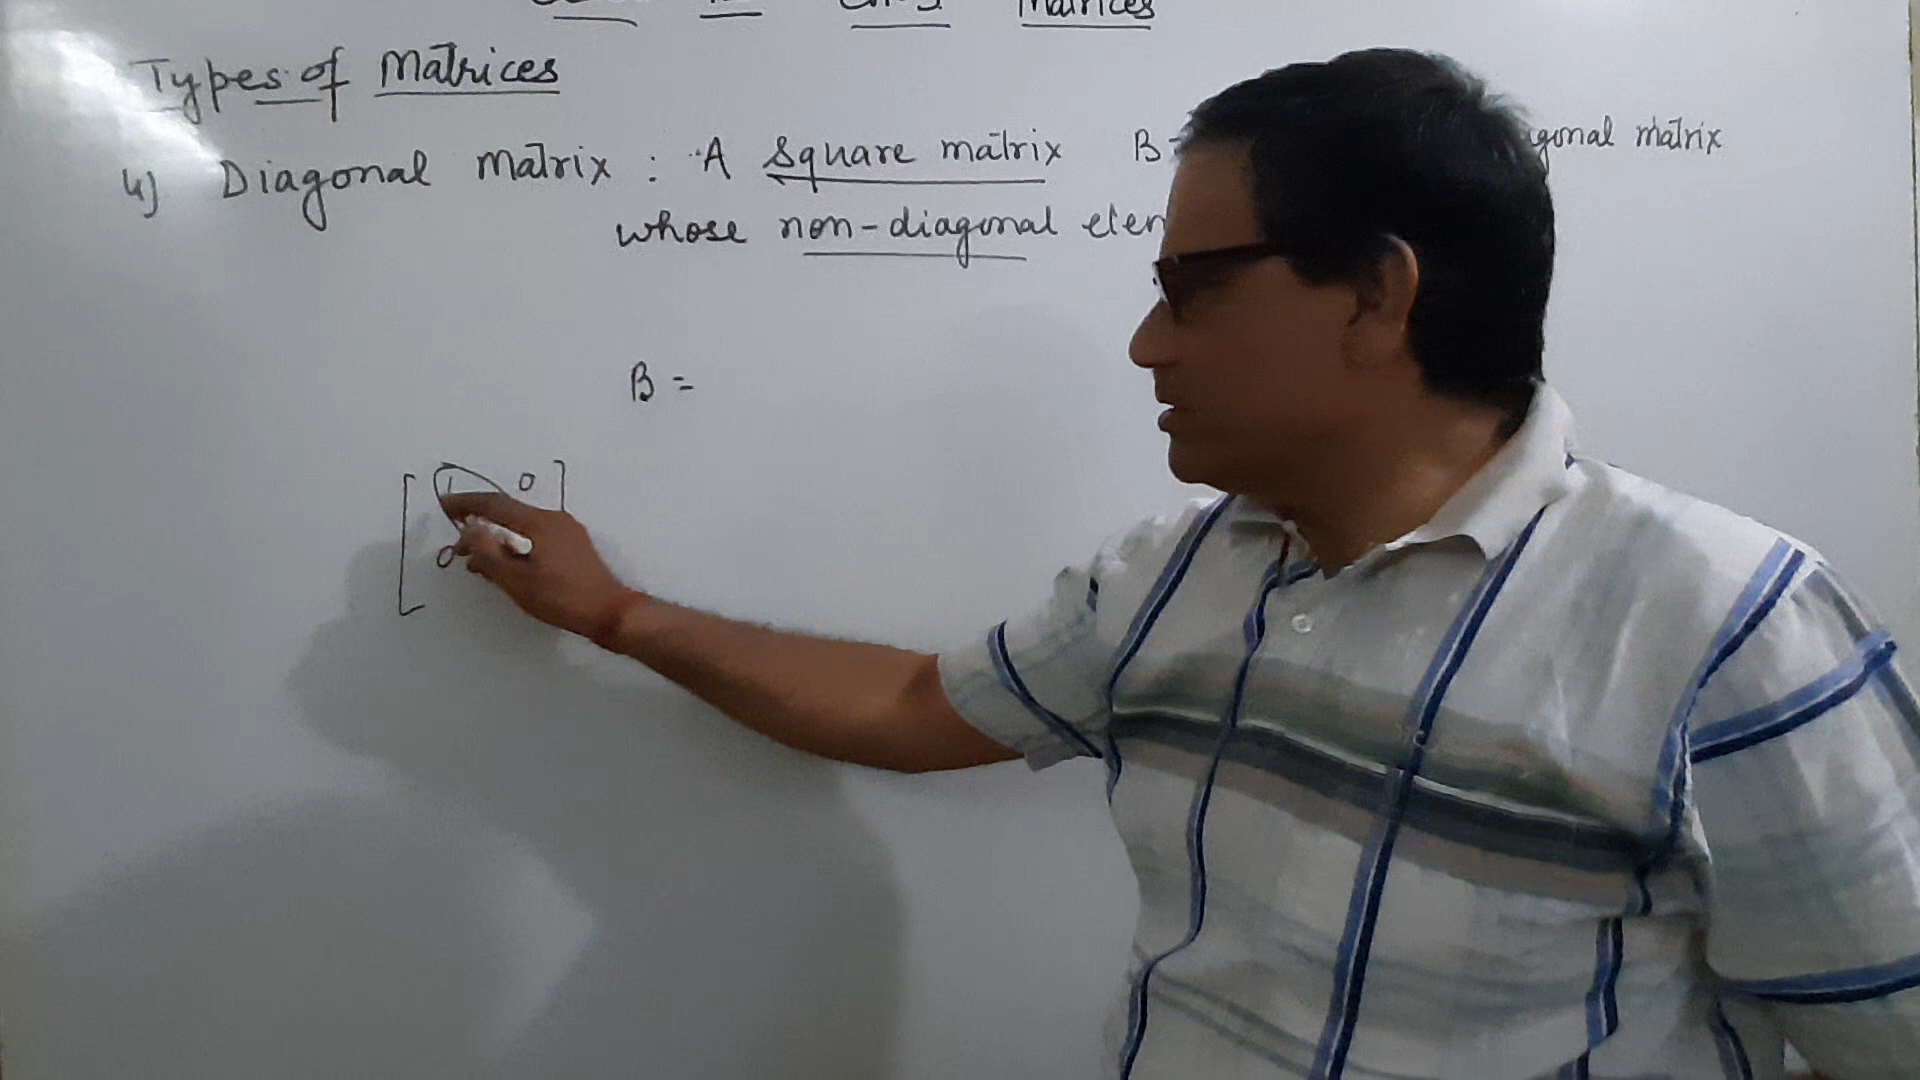 Matrices
Types of Matrices
4) Diagonal Matrix : A square matrix B= gonal matrix
whose non-diagonal elem
B =
1 0
0